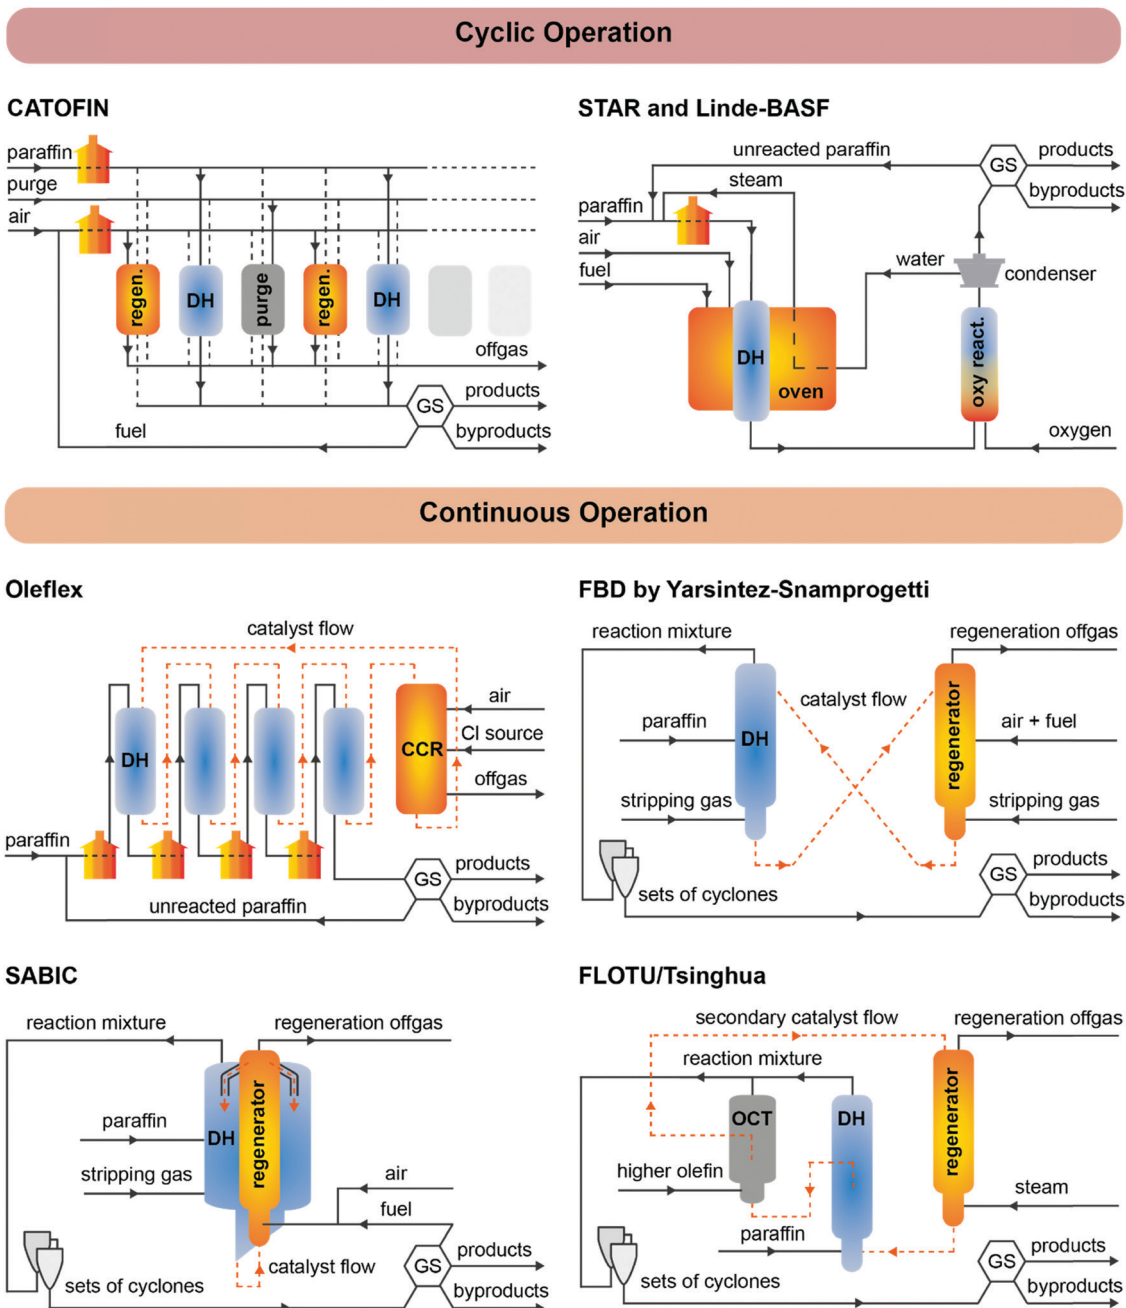 Cyclic Operation
CATOFIN
paraffin
purge
air
regen.
DH
purge
regen.
DH
offgas
products
GS
fuel
byproducts
STAR and Linde-BASF
unreacted paraffin
GS
products
steam
byproducts
paraffin
air
water
fuel
condenser
DH
oven
oxy react.
oxygen
Continuous Operation
Oleflex
catalyst flow
air
CI source
DH
CCR
offgas
paraffin
products
GS
unreacted paraffin
byproducts
FBD by Yarsintez-Snamprogetti
reaction mixture
regeneration offgas
catalyst flow
paraffin
DH
regenerator
air + fuel
stripping gas
stripping gas
products
GS
sets of cyclones
byproducts
SABIC
reaction mixture
regeneration offgas
paraffin
DH
regenerator
stripping gas
air
fuel
products
catalyst flow
GS
sets of cyclones
byproducts
FLOTU/Tsinghua
secondary catalyst flow
regeneration offgas
reaction mixture
OCT
DH
regenerator
higher olefin
steam
paraffin
products
GS
sets of cyclones
byproducts